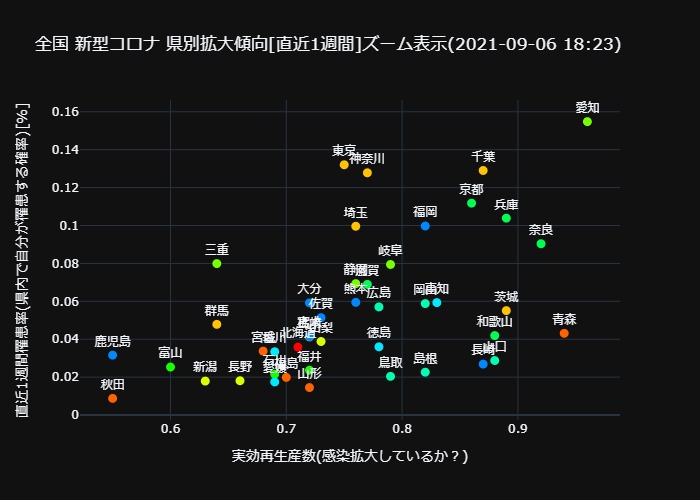 全国 新型コロナ 県別拡大傾向[直近1週間]ズーム表示(2021-09-06 18:23)
直近1週間罹患率(県内で自分が罹患する確率)[%]
0.16
0.14
0.12
0.1
0.08
0.06
0.04
0.02
0
愛知
東京
神奈川
千葉
京都
兵庫
埼玉
福岡
奈良
三重
岐阜
静岡
滋賀
大分
熊本
広島
岡山
高知
佐賀
茨城
群馬
和歌山
青森
北海道
徳島
鹿児島
宮城
富山
福井
長崎
山口
新潟
長野
山形
鳥取
島根
秋田
0.6
0.7
0.8
0.9
実効再生産数(感染拡大しているか？)